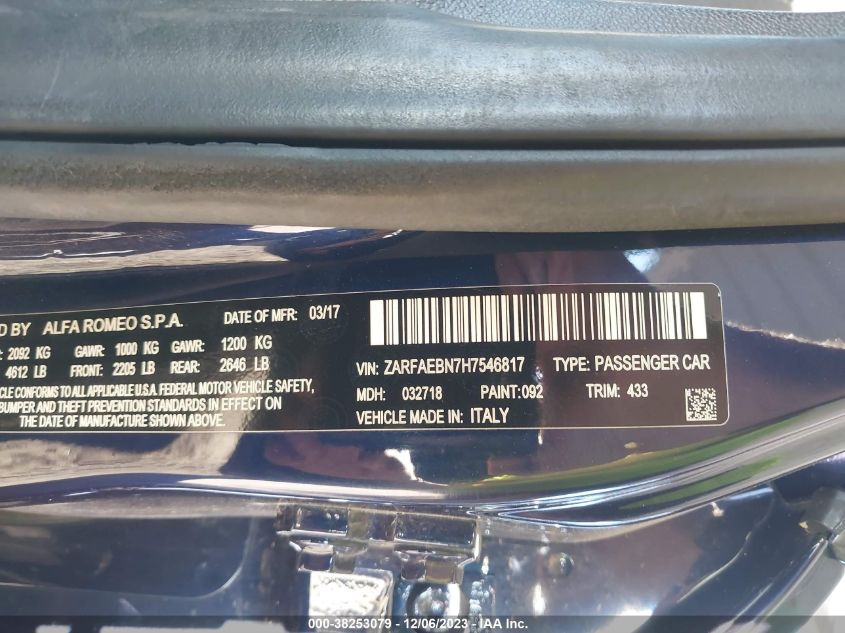 D BY ALFA ROMEO S.P.A. DATE OF MFR: 03/17
: 2092 KG GAWR: 1000 KG GAWR: 1200 KG
4612 LB FRONT: 2205 LB REAR: 2646 LB
CLE CONFORMS TO ALL APPLICABLE U.S.A. FEDERAL MOTOR VEHICLE SAFETY,
BUMPER AND THEFT PREVENTION STANDARDS IN EFFECT ON
THE DATE OF MANUFACTURE SHOWN ABOVE.
VIN: ZARFAEBN7H7546817 TYPE: PASSENGER CAR
MDH: 032718 PAINT:092 TRIM: 433
VEHICLE MADE IN: ITALY
000-38253079 - 12/06/2023 - IAA Inc.